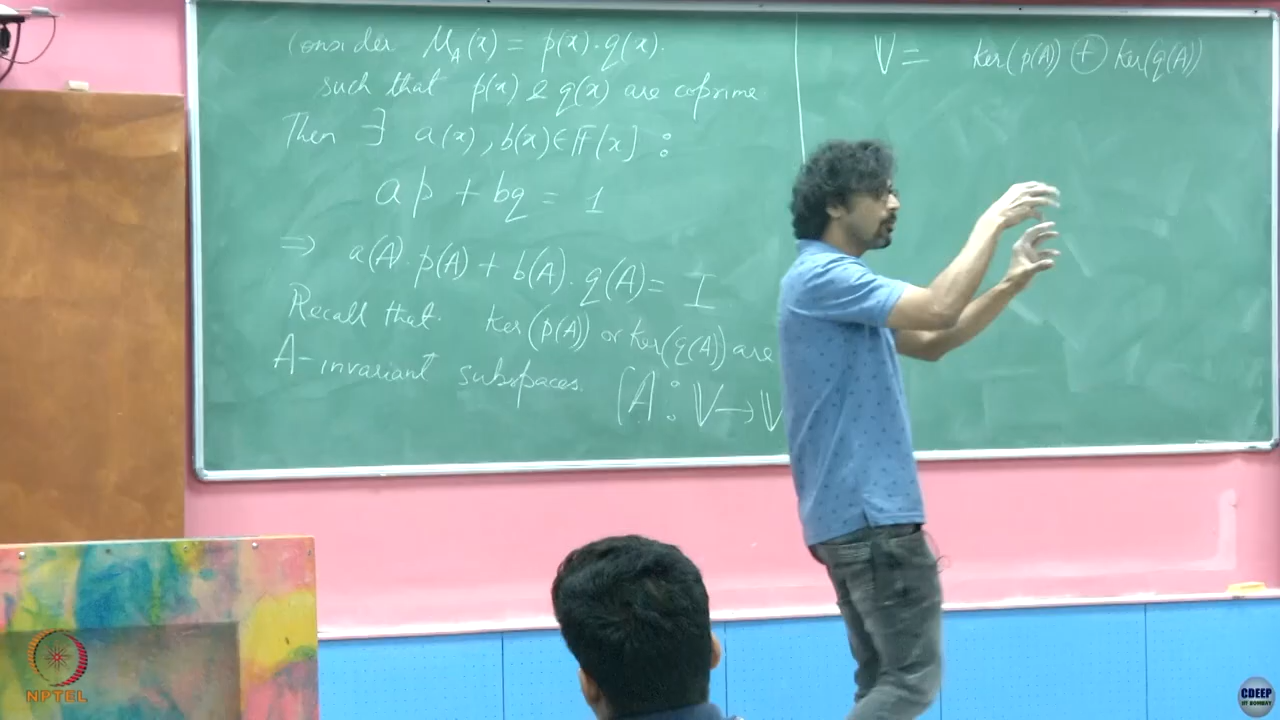 Consider μ_A(x) = p(x)·q(x).
such that p(x) & q(x) are coprime
Then ∃ a(x), b(x) ∈ F[x] :
ap + bq = 1
⇒ a(A)·p(A) + b(A)·q(A) = I
Recall that ker(p(A)) or ker(q(A)) are
A-invariant subspaces. (A : V → V
V = ker(p(A)) ⊕ ker(q(A))
NPTEL
CDEEP
IIT BOMBAY